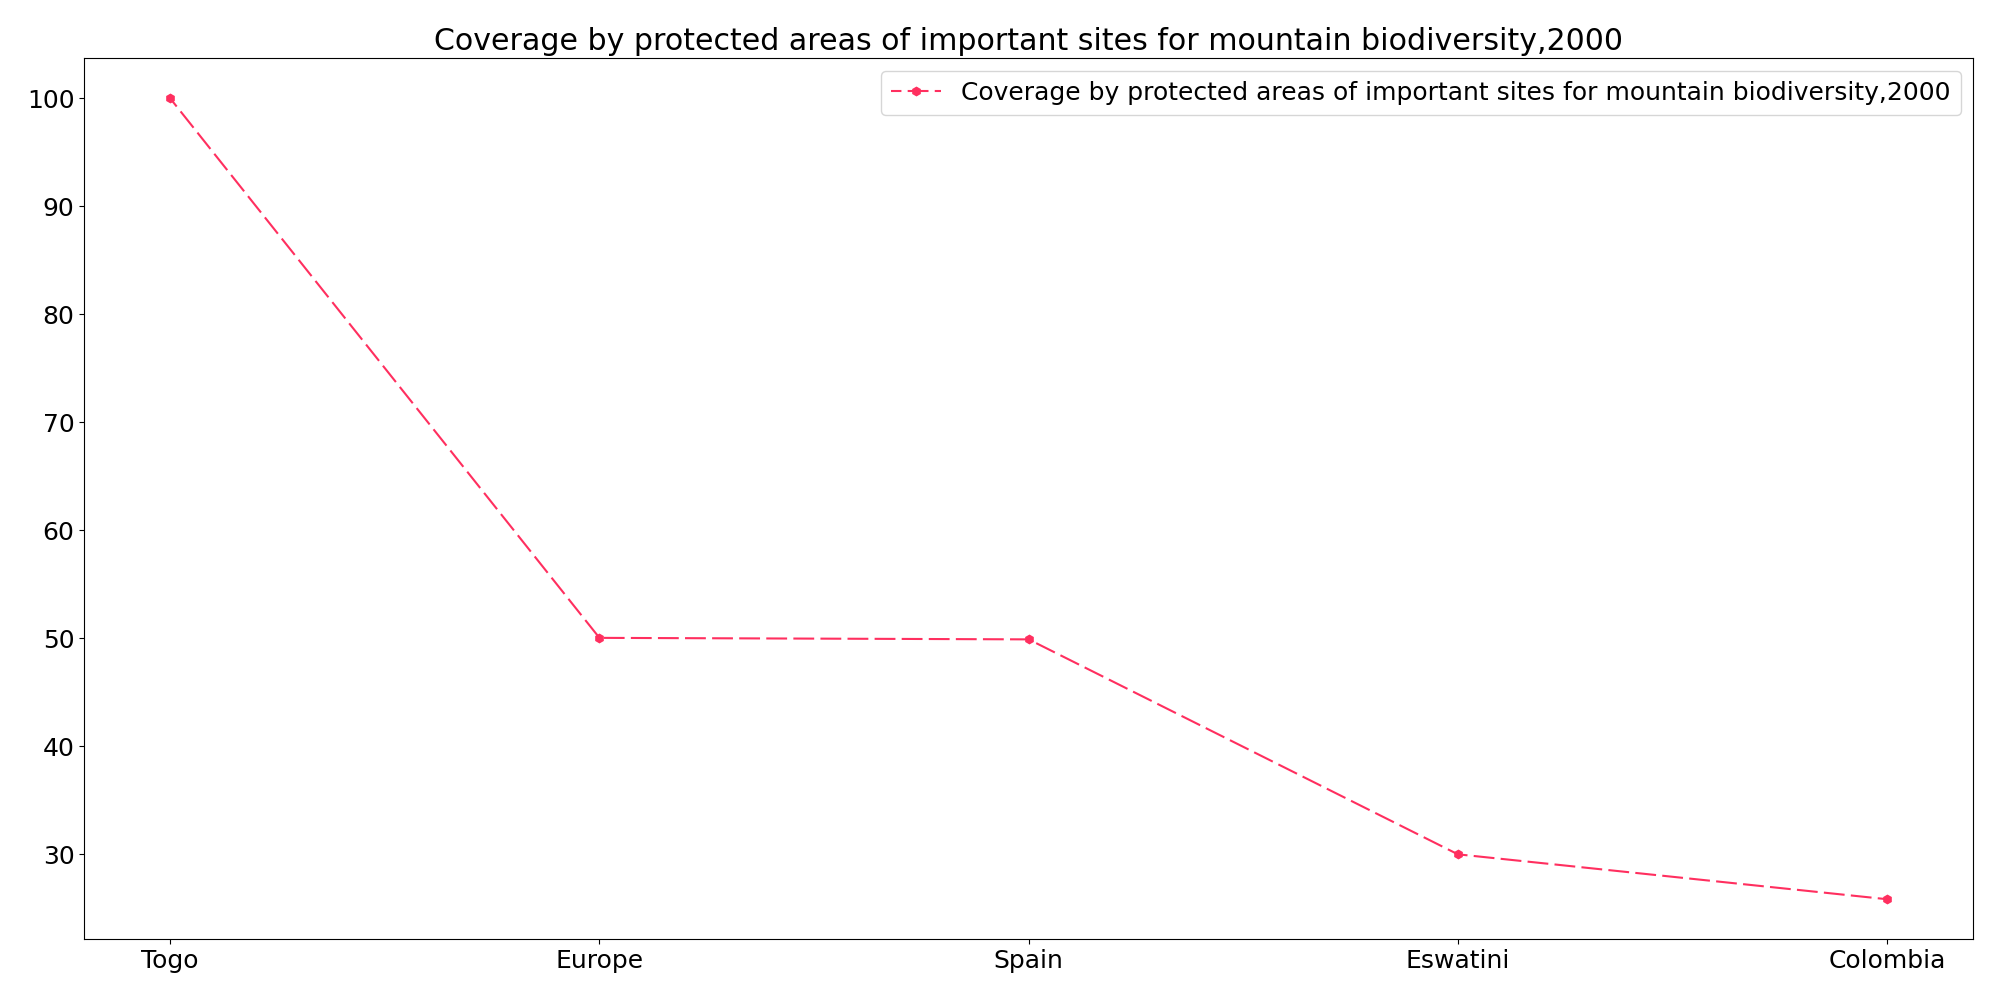 Coverage by protected areas of important sites for mountain biodiversity,2000
Coverage by protected areas of important sites for mountain biodiversity,2000
100
90
80
70
60
50
40
30
Togo Europe Spain Eswatini Colombia